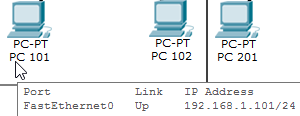 PC-PT PC-PT PC-PT
PC 101 PC 102 PC 201
Port Link IP Address
FastEthernet0 Up 192.168.1.101/24